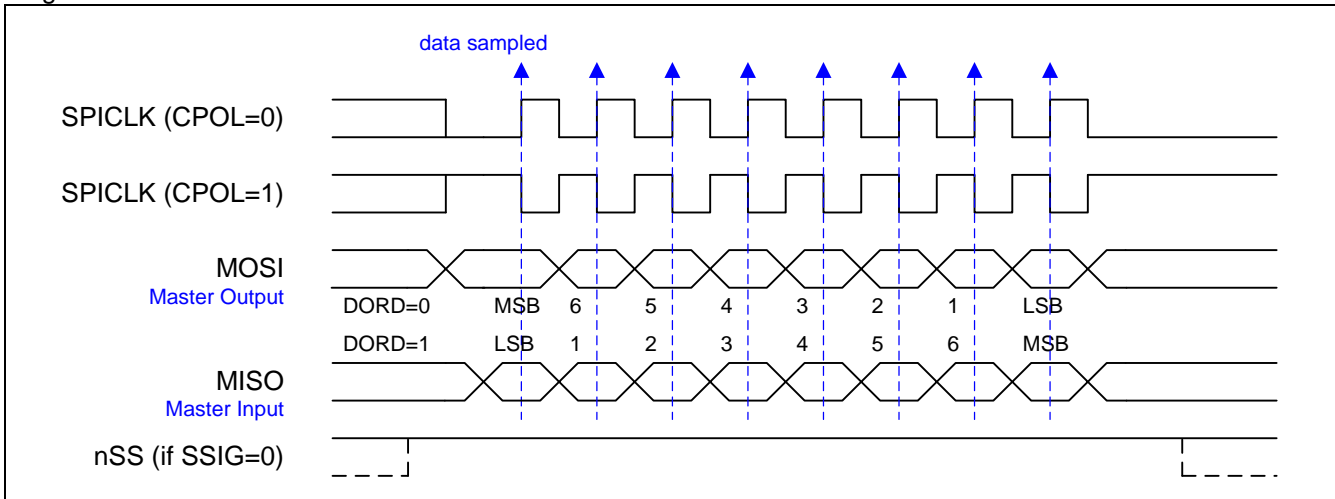 data sampled
SPICLK (CPOL=0)
SPICLK (CPOL=1)
MOSI
Master Output
DORD=0 MSB 6 5 4 3 2 1 LSB
DORD=1 LSB 1 2 3 4 5 6 MSB
MISO
Master Input
nSS (if SSIG=0)